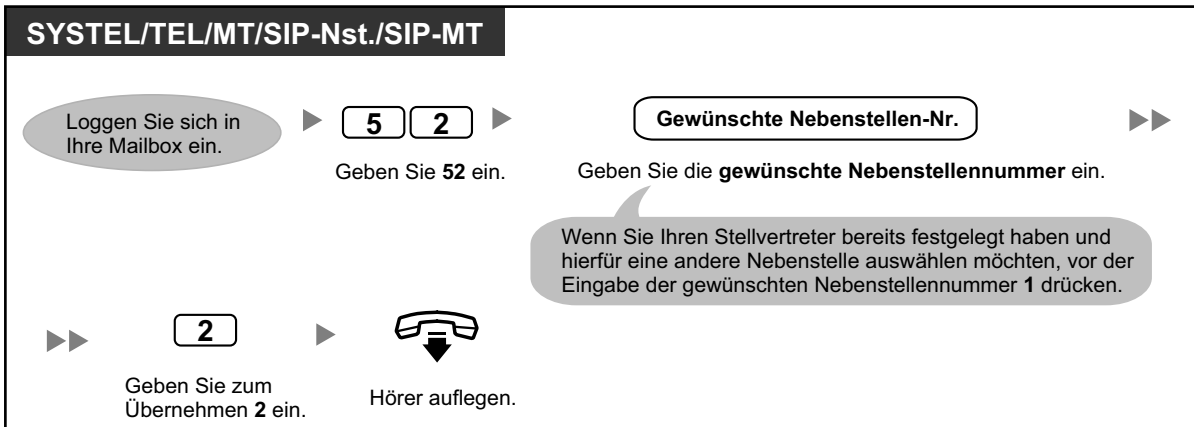 SYSTEL/TEL/MT/SIP-Nst./SIP-MT
Loggen Sie sich in
Ihre Mailbox ein.
5 2
Geben Sie 52 ein.
Gewünschte Nebenstellen-Nr.
Geben Sie die gewünschte Nebenstellennummer ein.
Wenn Sie Ihren Stellvertreter bereits festgelegt haben und
hierfür eine andere Nebenstelle auswählen möchten, vor der
Eingabe der gewünschten Nebenstellennummer 1 drücken.
2
Geben Sie zum
Übernehmen 2 ein.
Hörer auflegen.